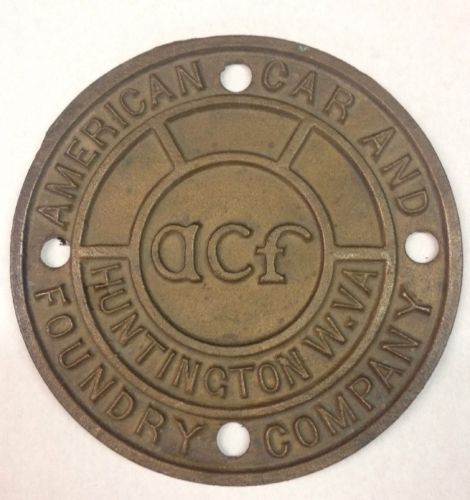 AMERICAN CAR AND
FOUNDRY COMPANY
acf
HUNTINGTON W.VA